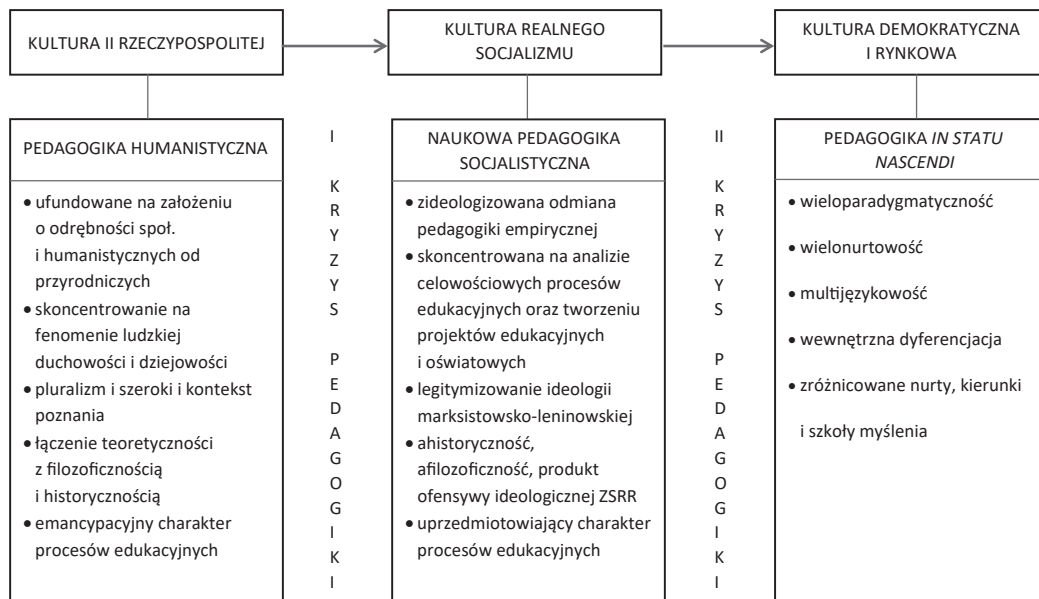 KULTURA II RZECZYPOSPOLITEJ
KULTURA REALNEGO
SOCJALIZMU
KULTURA DEMOKRATYCZNA
I RYNKOWA
PEDAGOGIKA HUMANISTYCZNA
• ufundowane na założeniu
o odrębności społ.
i humanistycznych od
przyrodniczych
• skoncentrowanie na
fenomenie ludzkiej
duchowości i dziejowości
• pluralizm i szeroki i kontekst
poznania
• łączenie teoretyczności
z filozoficznością
i historycznością
• emancypacyjny charakter
procesów edukacyjnych
I KRYZYS PEDAGOGIKI
NAUKOWA PEDAGOGIKA
SOCJALISTYCZNA
• zideologizowana odmiana
pedagogiki empirycznej
• skoncentrowana na analizie
celowościowych procesów
edukacyjnych oraz tworzeniu
projektów edukacyjnych
i oświatowych
• legitymizowanie ideologii
marksistowsko-leninowskiej
• ahistoryczność,
afilozoficzność, produkt
ofensywy ideologicznej ZSRR
• uprzedmiotowiający charakter
procesów edukacyjnych
II KRYZYS PEDAGOGIKI
PEDAGOGIKA IN STATU
NASCENDI
• wieloparadygmatyczność
• wielonurtowość
• multijęzykowość
• wewnętrzna dyferencjacja
• zróżnicowane nurty, kierunki
i szkoły myślenia